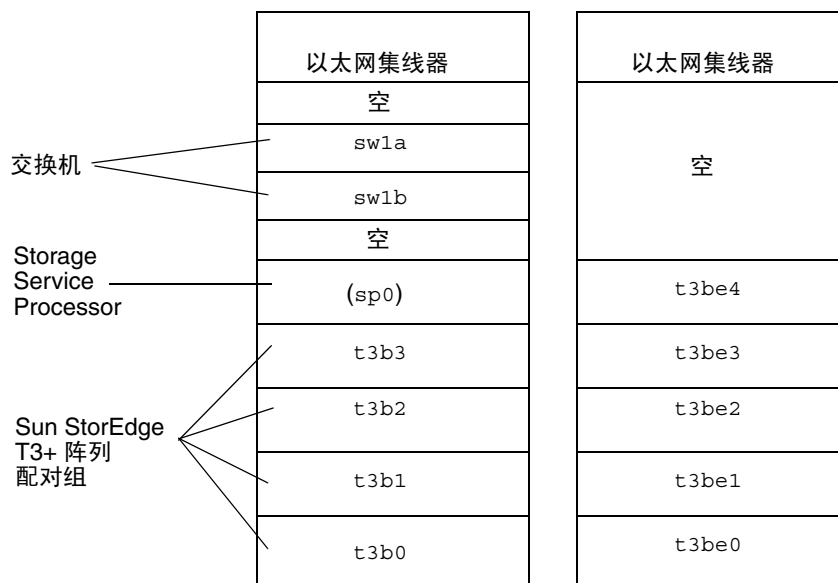 以太网集线器
空
sw1a
sw1b
空
(sp0)
t3b3
t3b2
t3b1
t3b0
以太网集线器
空
t3be4
t3be3
t3be2
t3be1
t3be0
交换机
Storage
Service
Processor
Sun StorEdge
T3+ 阵列
配对组